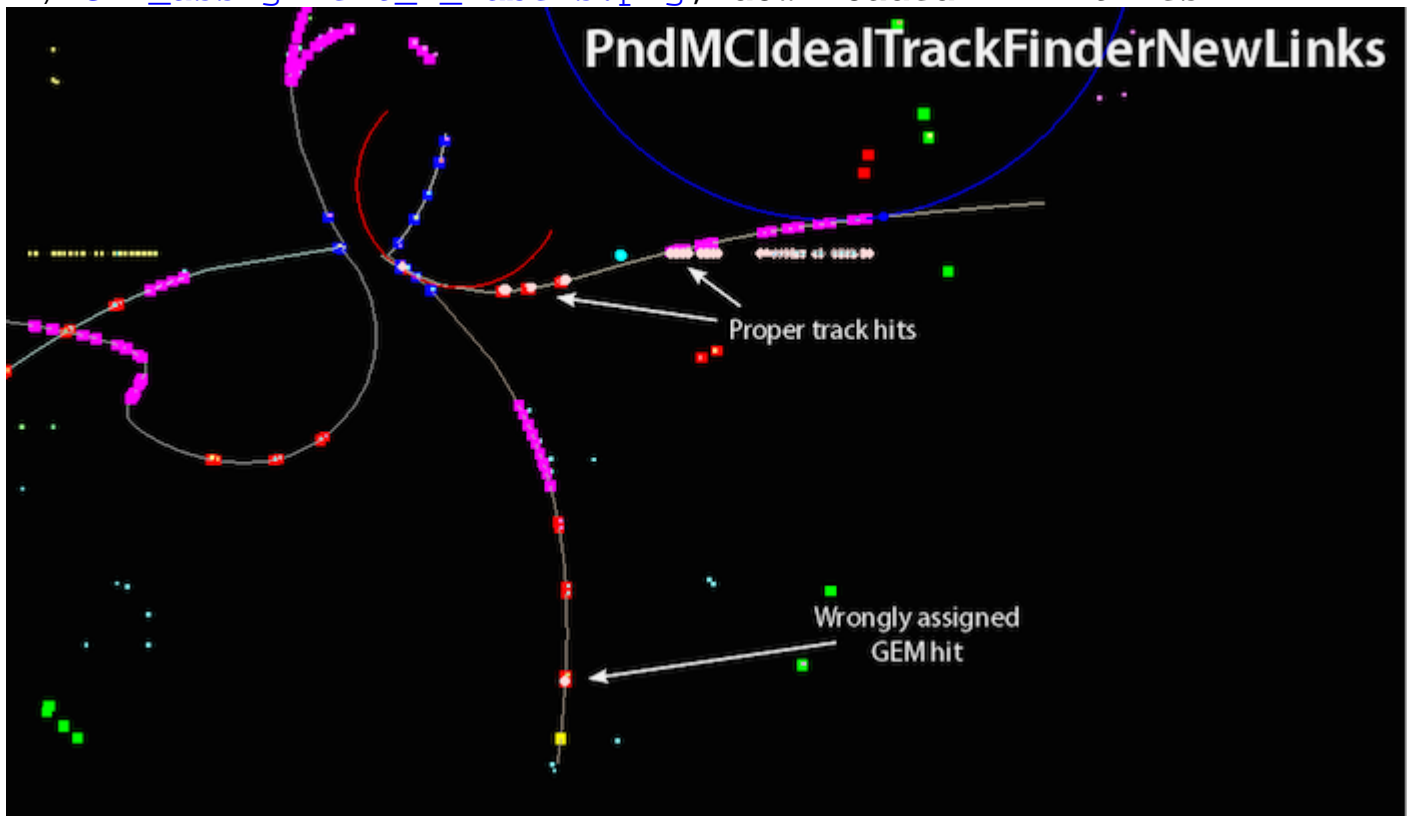 PndMCIdealTrackFinderNewLinks
Proper track hits
Wrongly assigned
GEM hit